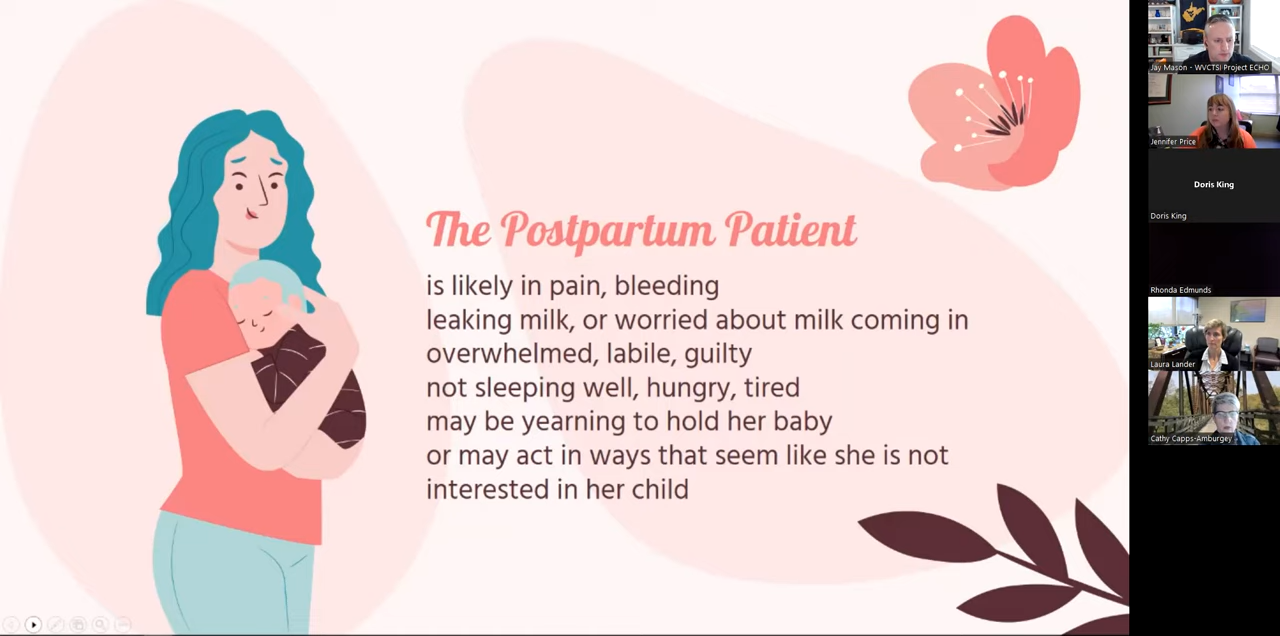 The Postpartum Patient
is likely in pain, bleeding
leaking milk, or worried about milk coming in
overwhelmed, labile, guilty
not sleeping well, hungry, tired
may be yearning to hold her baby
or may act in ways that seem like she is not
interested in her child
Jay Mason - WVCTSI Project ECHO
Jennifer Price
Doris King
Doris King
Rhonda Edmunds
Laura Lander
Cathy Capps-Amburgey